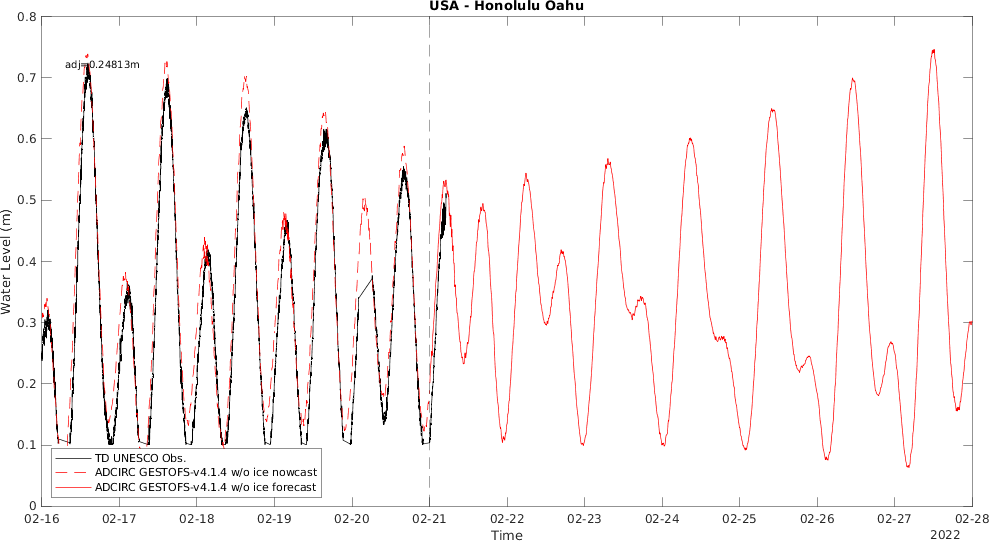 USA - Honolulu Oahu
adj=0.24813m
0.8
0.7
0.6
0.5
0.4
0.3
0.2
0.1
0
Water Level (m)
TD UNESCO Obs.
ADCIRC GESTOFS-v4.1.4 w/o ice nowcast
ADCIRC GESTOFS-v4.1.4 w/o ice forecast
02-16 02-17 02-18 02-19 02-20 02-21 02-22 02-23 02-24 02-25 02-26 02-27 02-28
Time
2022